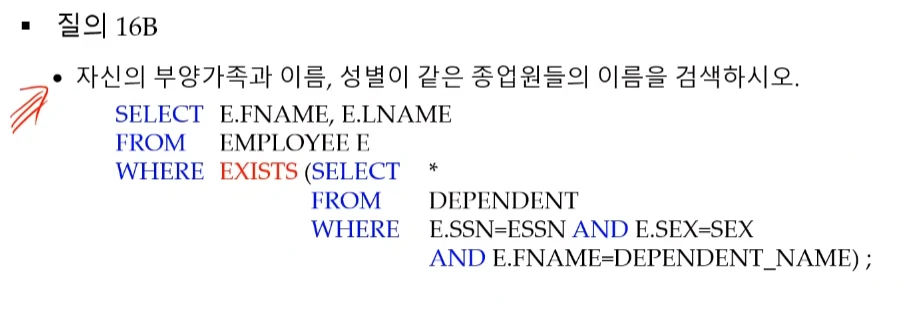 ▪ 질의 16B
• 자신의 부양가족과 이름, 성별이 같은 종업원들의 이름을 검색하시오.
SELECT E.FNAME, E.LNAME
FROM EMPLOYEE E
WHERE EXISTS (SELECT *
FROM DEPENDENT
WHERE E.SSN=ESSN AND E.SEX=SEX
AND E.FNAME=DEPENDENT_NAME) ;